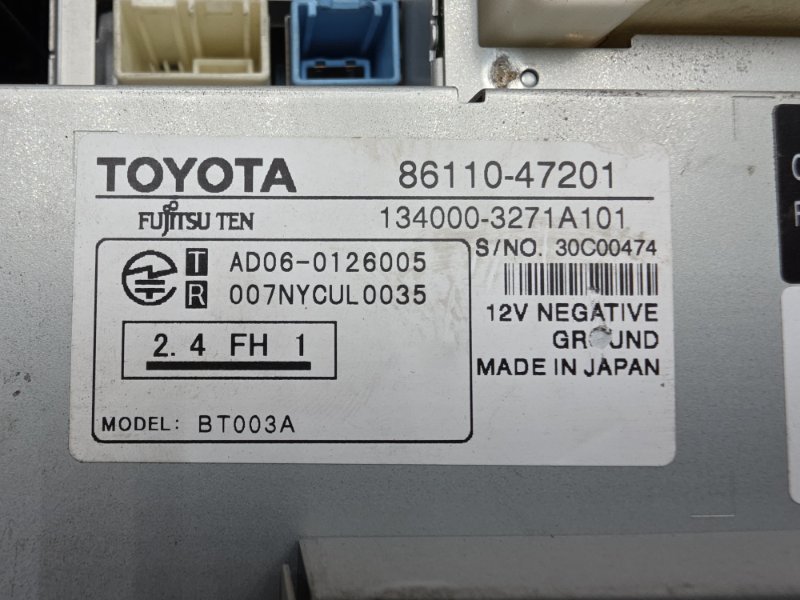 TOYOTA 86110-47201
FUJITSU TEN 134000-3271A101
S/NO. 30C00474
T AD06-0126005
R 007NYCUL0035
12V NEGATIVE
GROUND
MADE IN JAPAN
2.4 FH 1
MODEL: BT003A